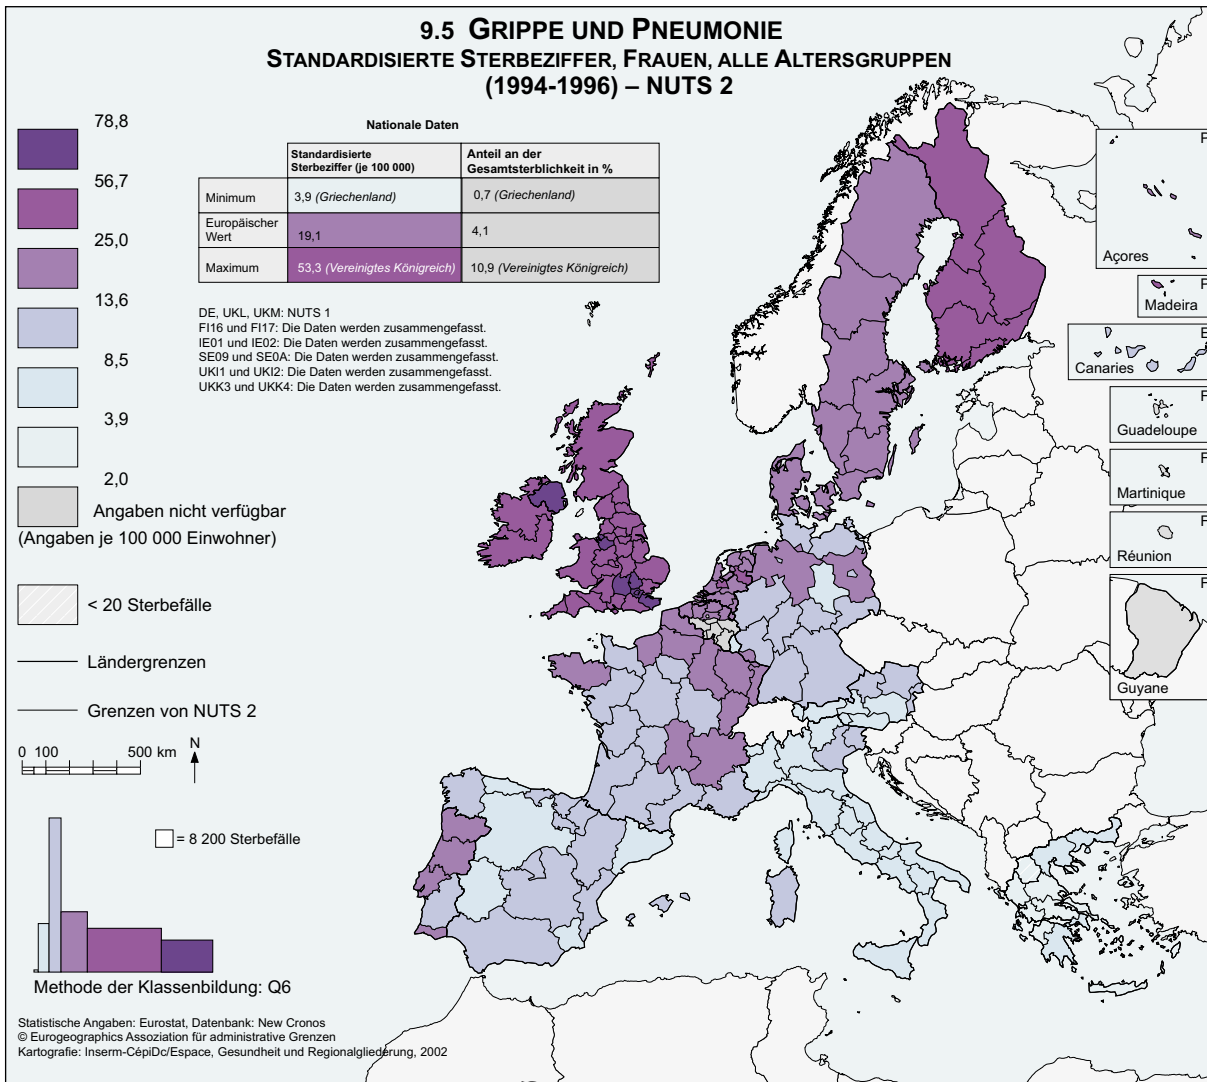 9.5 GRIPPE UND PNEUMONIE
STANDARDISIERTE STERBEZIFFER, FRAUEN, ALLE ALTERSGRUPPEN
(1994-1996) – NUTS 2
78,8
56,7
25,0
13,6
8,5
3,9
2,0
Angaben nicht verfügbar
(Angaben je 100 000 Einwohner)
< 20 Sterbefälle
Ländergrenzen
Grenzen von NUTS 2
0 100 500 km
N
= 8 200 Sterbefälle
Methode der Klassenbildung: Q6
Statistische Angaben: Eurostat, Datenbank: New Cronos
© Eurogeographics Assoziation für administrative Grenzen
Kartografie: Inserm-CépiDc/Espace, Gesundheit und Regionalgliederung, 2002
Nationale Daten
Standardisierte Sterbeziffer (je 100 000)
Anteil an der Gesamtsterblichkeit in %
Minimum 3,9 (Griechenland) 0,7 (Griechenland)
Europäischer Wert 19,1 4,1
Maximum 53,3 (Vereinigtes Königreich) 10,9 (Vereinigtes Königreich)
DE, UKL, UKM: NUTS 1
FI16 und FI17: Die Daten werden zusammengefasst.
IE01 und IE02: Die Daten werden zusammengefasst.
SE09 und SE0A: Die Daten werden zusammengefasst.
UKI1 und UKI2: Die Daten werden zusammengefasst.
UKK3 und UKK4: Die Daten werden zusammengefasst.
Açores
Madeira
Canaries
Guadeloupe
Martinique
Réunion
Guyane